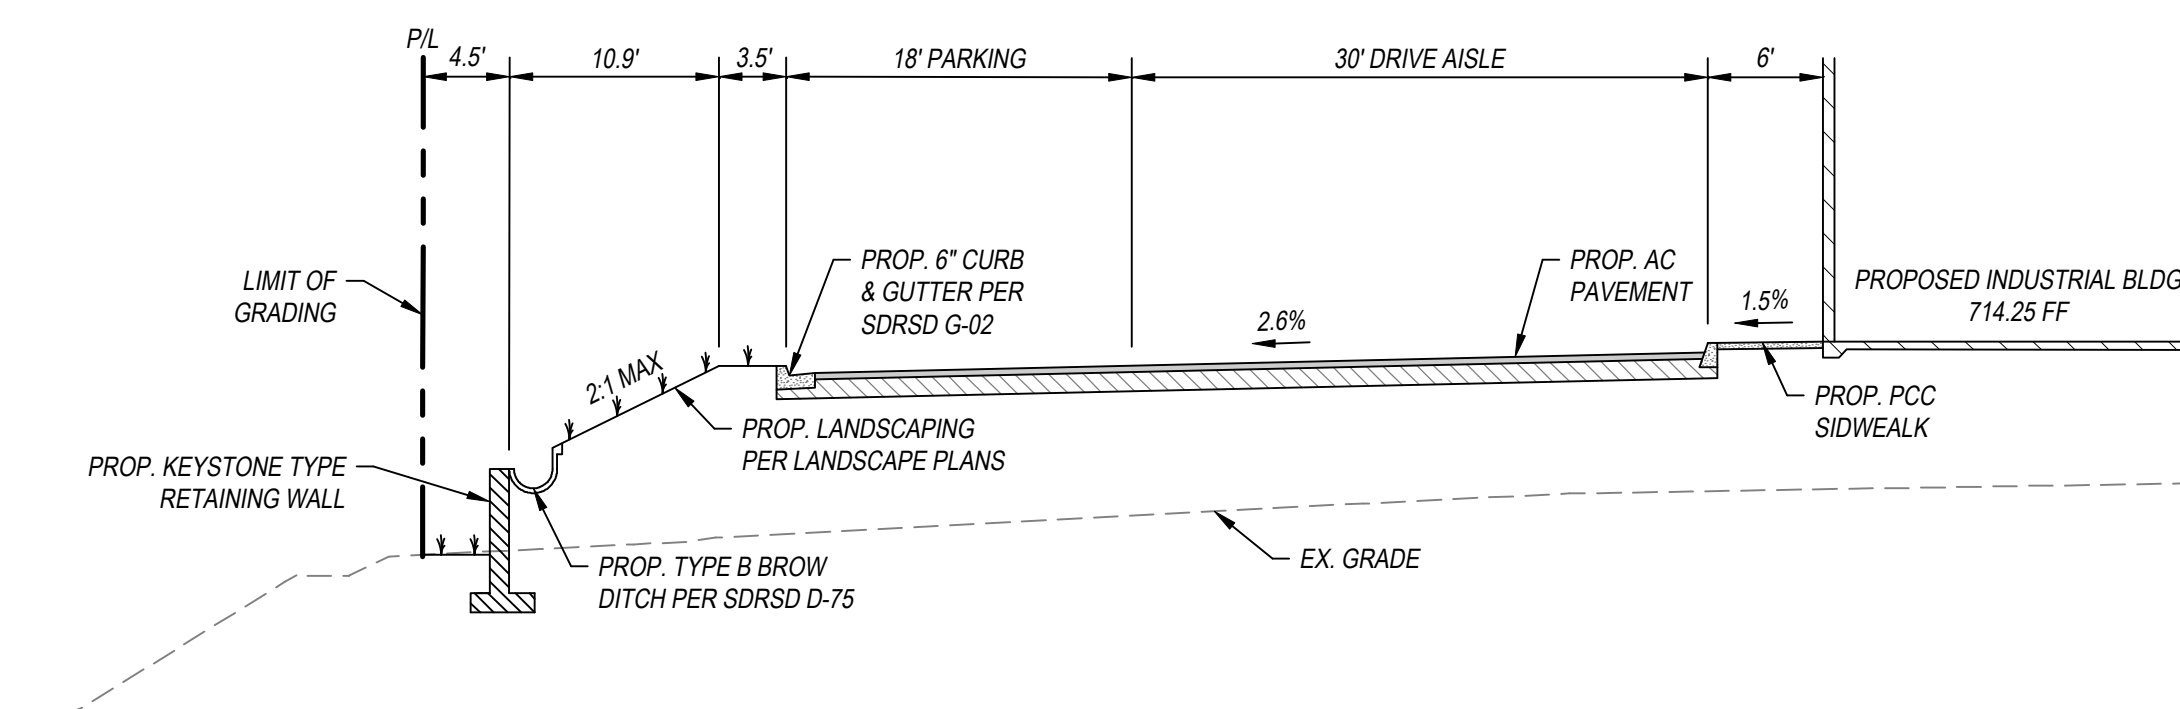 P/L
4.5'
10.9'
3.5'
18' PARKING
30' DRIVE AISLE
6'
LIMIT OF
GRADING
PROP. 6" CURB
& GUTTER PER
SDRSD G-02
PROP. AC
PAVEMENT
2.6%
1.5%
PROPOSED INDUSTRIAL BLDG
714.25 FF
2:1 MAX
PROP. LANDSCAPING
PER LANDSCAPE PLANS
PROP. PCC
SIDWEALK
PROP. KEYSTONE TYPE
RETAINING WALL
PROP. TYPE B BROW
DITCH PER SDRSD D-75
EX. GRADE